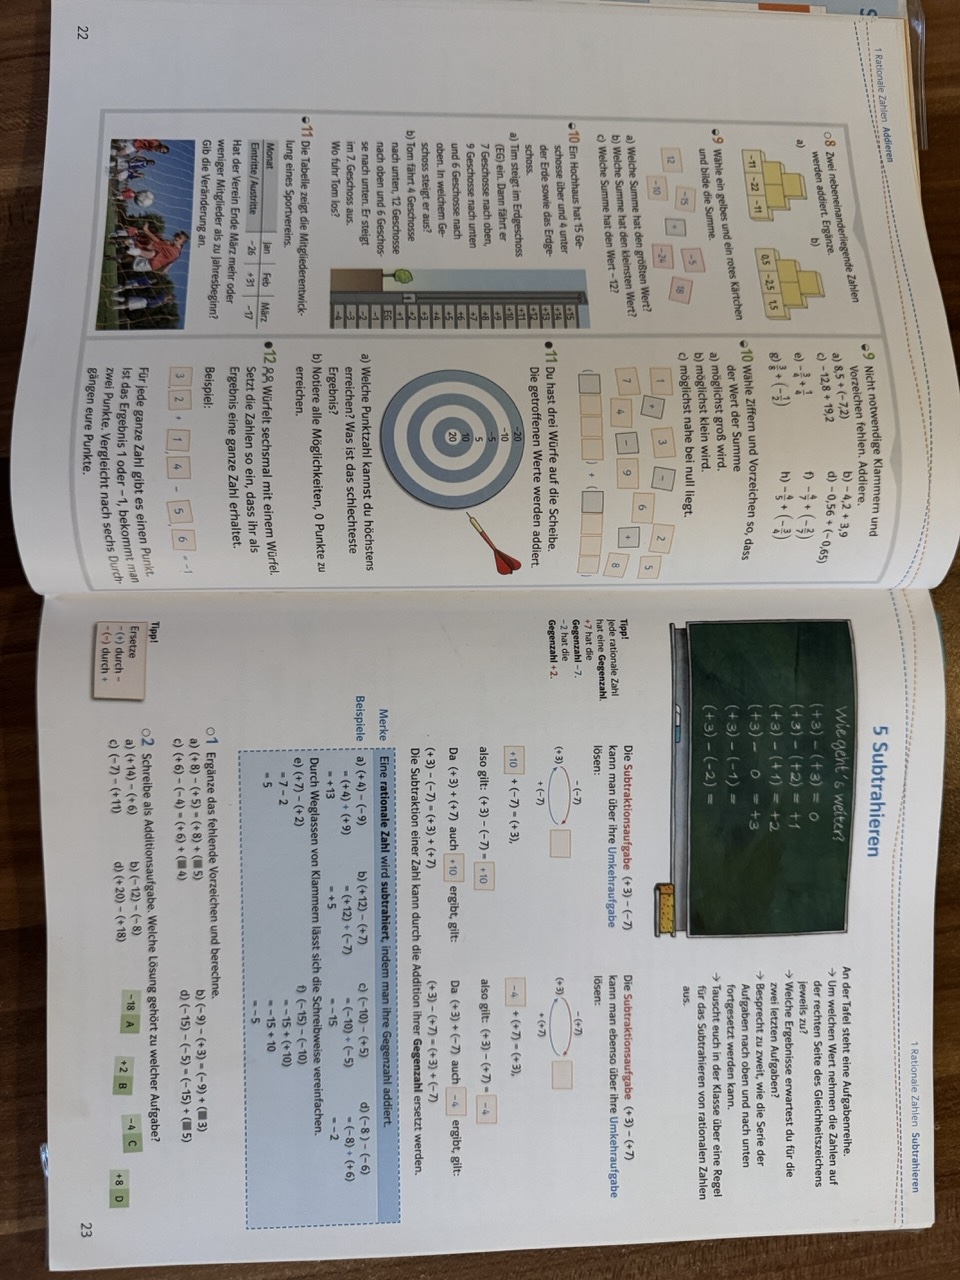 1 Rationale Zahlen Addieren
○8 Zwei nebeneinanderliegende Zahlen
werden addiert. Ergänze.
a)
b)
-11 -22 -11
0,5 -2,5 1,5
9 Wähle ein gelbes und ein rotes Kärtchen
und bilde die Summe.
12 -15 -5
-10 + -24 18
a) Welche Summe hat den größten Wert?
b) Welche Summe hat den kleinsten Wert?
c) Welche Summe hat den Wert -12?
10 Ein Hochhaus hat 15 Ge-
schosse über und 4 unter
der Erde sowie das Erdge-
schoss.
a) Tim steigt im Erdgeschoss
(EG) ein. Dann fährt er
7 Geschosse nach oben,
9 Geschosse nach unten
und 6 Geschosse nach
oben. In welchem Ge-
schoss steigt er aus?
b) Tom fährt 4 Geschosse
nach unten, 12 Geschosse
nach oben und 6 Geschos-
se nach unten. Er steigt
im 7. Geschoss aus.
Wo fuhr Tom los?
+15
+14
+13
+12
+11
+10
+9
+8
+7
+6
+5
+4
+3
+2
+1
EG
-1
-2
-3
-4
11 Die Tabelle zeigt die Mitgliederentwick-
lung eines Sportvereins.
Monat Jan Feb März
Eintritte/Austritte -26 +31 -17
Hat der Verein Ende März mehr oder
weniger Mitglieder als zu Jahresbeginn?
Gib die Veränderung an.
9 Nicht notwendige Klammern und
Vorzeichen fehlen. Addiere.
a) 8,5 + (-7,2) b) -4,2 + 3,9
c) -12,8 + 19,2 d) -0,56 + (-0,65)
e) -3/4 + 1/4 f) -4/7 + (-2/7)
g) 3/8 + (-1/2) h) -4/5 + (-3/4)
10 Wähle Ziffern und Vorzeichen so, dass
der Wert der Summe
a) möglichst groß wird.
b) möglichst klein wird.
c) möglichst nahe bei null liegt.
1 + 3 - 2 5
7 4 - 9 6 + 8
( ) + ( )
●11 Du hast drei Würfe auf die Scheibe.
Die getroffenen Werte werden addiert.
-20
-10
-5
5
10
20
a) Welche Punktzahl kannst du höchstens
erreichen? Was ist das schlechteste
Ergebnis?
b) Notiere alle Möglichkeiten, 0 Punkte zu
erreichen.
●12 Würfelt sechsmal mit einem Würfel.
Setzt die Zahlen so ein, dass ihr als
Ergebnis eine ganze Zahl erhaltet.
Beispiel:
3 , 2 + 1 , 4 - 5 , 6 = -1
Für jede ganze Zahl gibt es einen Punkt.
Ist das Ergebnis 1 oder -1, bekommt man
zwei Punkte. Vergleicht nach sechs Durch-
gängen eure Punkte.
22
1 Rationale Zahlen Subtrahieren
5 Subtrahieren
Wie geht's weiter?
(+3) - (+3) = 0
(+3) - (+2) = +1
(+3) - (+1) = +2
(+3) - 0 = +3
(+3) - (-1) =
(+3) - (-2) =
An der Tafel steht eine Aufgabenreihe.
→ Um welchen Wert nehmen die Zahlen auf
der rechten Seite des Gleichheitszeichens
jeweils zu?
→ Welche Ergebnisse erwartest du für die
zwei letzten Aufgaben?
→ Besprecht zu zweit, wie die Serie der
Aufgaben nach oben und nach unten
fortgesetzt werden kann.
→ Tauscht euch in der Klasse über eine Regel
für das Subtrahieren von rationalen Zahlen
aus.
Tipp!
Jede rationale Zahl
hat eine Gegenzahl.
+7 hat die
Gegenzahl -7.
-2 hat die
Gegenzahl +2.
Die Subtraktionsaufgabe (+3) - (-7)
kann man über ihre Umkehraufgabe
lösen:
- (-7)
(+3)
+ (-7)
+10 + (-7) = (+3),
also gilt: (+3) - (-7) = +10
Da (+3) + (+7) auch +10 ergibt, gilt:
(+3) - (-7) = (+3) + (+7)
Die Subtraktionsaufgabe (+3) - (+7)
kann man ebenso über ihre Umkehraufgabe
lösen:
- (+7)
(+3)
+ (+7)
-4 + (+7) = (+3),
also gilt: (+3) - (+7) = -4
Da (+3) + (-7) auch -4 ergibt, gilt:
(+3) - (+7) = (+3) + (-7)
Die Subtraktion einer Zahl kann durch die Addition ihrer Gegenzahl ersetzt werden.
Merke Eine rationale Zahl wird subtrahiert, indem man ihre Gegenzahl addiert.
Beispiele a) (+4) - (-9) b) (+12) - (+7) c) (-10) - (+5) d) (-8) - (-6)
= (+4) + (+9) = (+12) + (-7) = (-10) + (-5) = (-8) + (+6)
= +13 = +5 = -15 = -2
Durch Weglassen von Klammern lässt sich die Schreibweise vereinfachen.
e) (+7) - (+2) f) (-15) - (-10)
= 7 - 2 = -15 + (+10)
= 5 = -15 + 10
= -5
○1 Ergänze das fehlende Vorzeichen und berechne.
a) (+8) - (+5) = (+8) + (■ 5) b) (-9) - (+3) = (-9) + (■ 3)
c) (+6) - (-4) = (+6) + (■ 4) d) (-15) - (-5) = (-15) + (■ 5)
Tipp!
Ersetze
- (+) durch -
- (-) durch +
○2 Schreibe als Additionsaufgabe. Welche Lösung gehört zu welcher Aufgabe?
a) (+14) - (+6) b) (-12) - (-8)
c) (-7) - (+11) d) (+20) - (+18)
-18 A +2 B -4 C +8 D
23